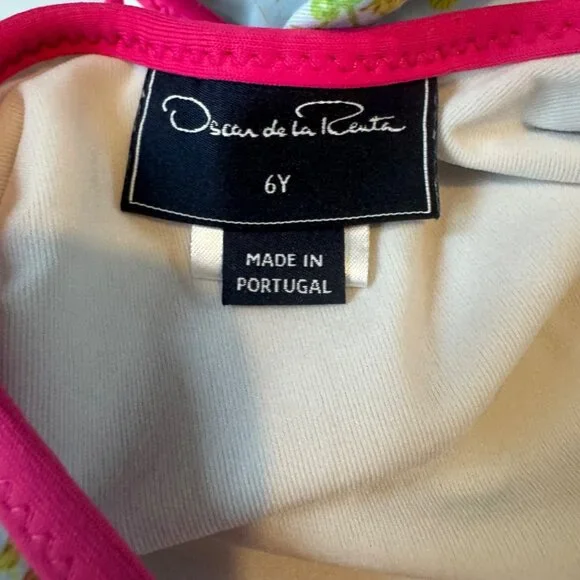 Oscar de la Renta
6Y
MADE IN
PORTUGAL